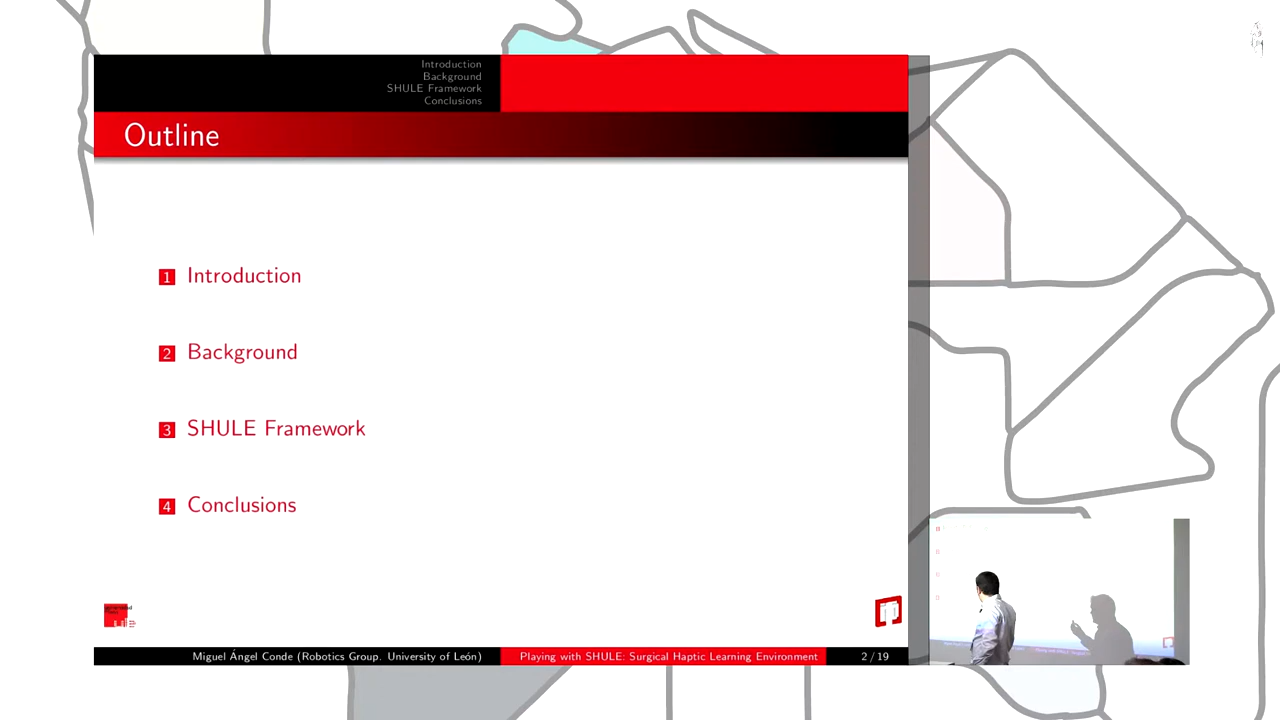 Introduction
Background
SHULE Framework
Conclusions
Outline
1 Introduction
2 Background
3 SHULE Framework
4 Conclusions
Miguel Ángel Conde (Robotics Group. University of León)
Playing with SHULE: Surgical Haptic Learning Environment
2 / 19